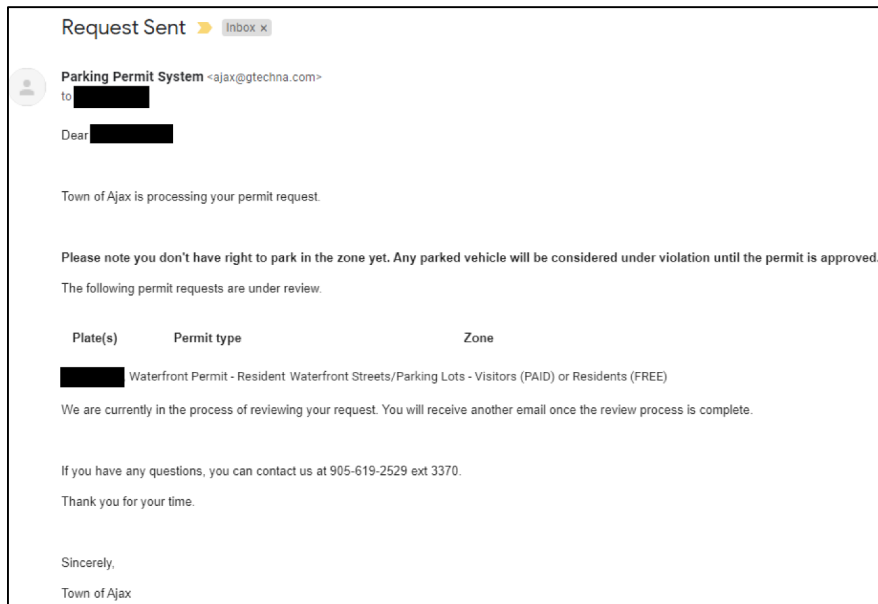 Request Sent Inbox x
Parking Permit System <ajax@gtechna.com>
to
Dear
Town of Ajax is processing your permit request.
Please note you don't have right to park in the zone yet. Any parked vehicle will be considered under violation until the permit is approved.
The following permit requests are under review.
Plate(s) Permit type Zone
Waterfront Permit - Resident Waterfront Streets/Parking Lots - Visitors (PAID) or Residents (FREE)
We are currently in the process of reviewing your request. You will receive another email once the review process is complete.
If you have any questions, you can contact us at 905-619-2529 ext 3370.
Thank you for your time.
Sincerely,
Town of Ajax